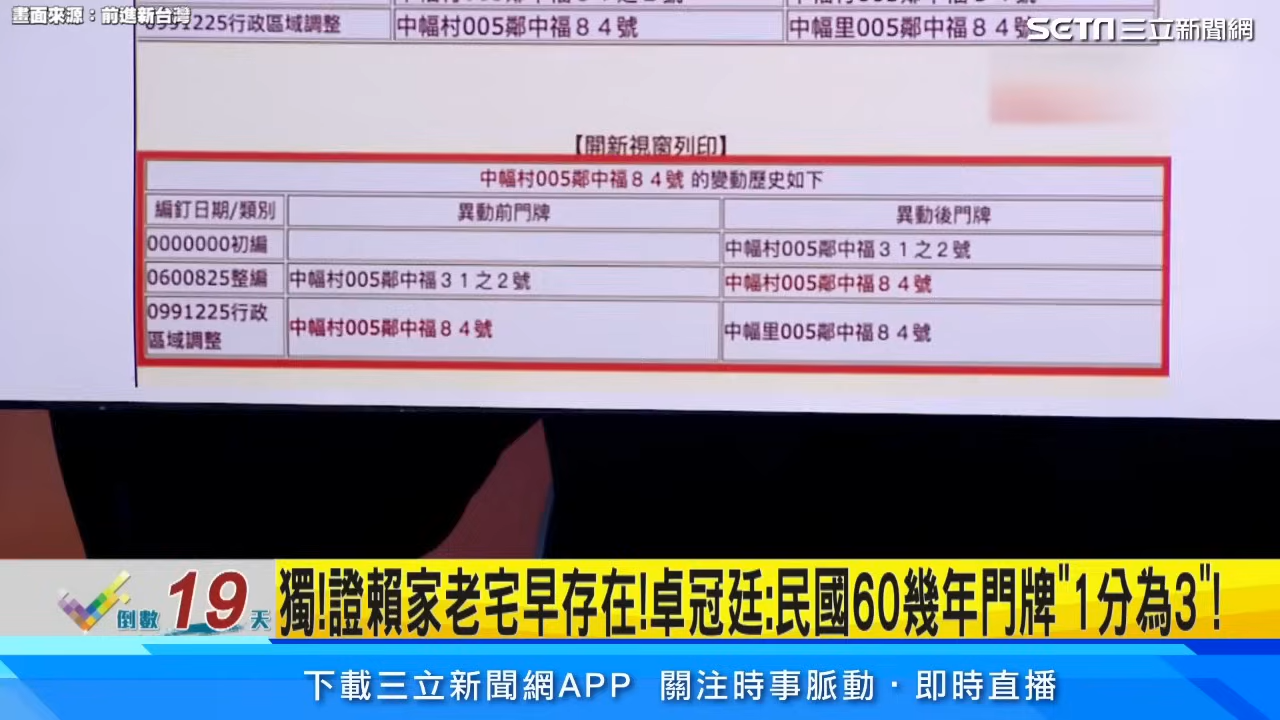 畫面來源：前進新台灣
SETN三立新聞網
0991225行政區域調整 中幅村005鄰中福８４號 中幅里005鄰中福８４號
【開新視窗列印】
中幅村005鄰中福８４號 的變動歷史如下
編釘日期/類別 異動前門牌 異動後門牌
0000000初編 中幅村005鄰中福３１之２號
0600825整編 中幅村005鄰中福３１之２號 中幅村005鄰中福８４號
0991225行政
區域調整 中幅村005鄰中福８４號 中幅里005鄰中福８４號
倒數19天
獨!證賴家老宅早存在!卓冠廷:民國60幾年門牌"1分為3"!
下載三立新聞網APP 關注時事脈動・即時直播